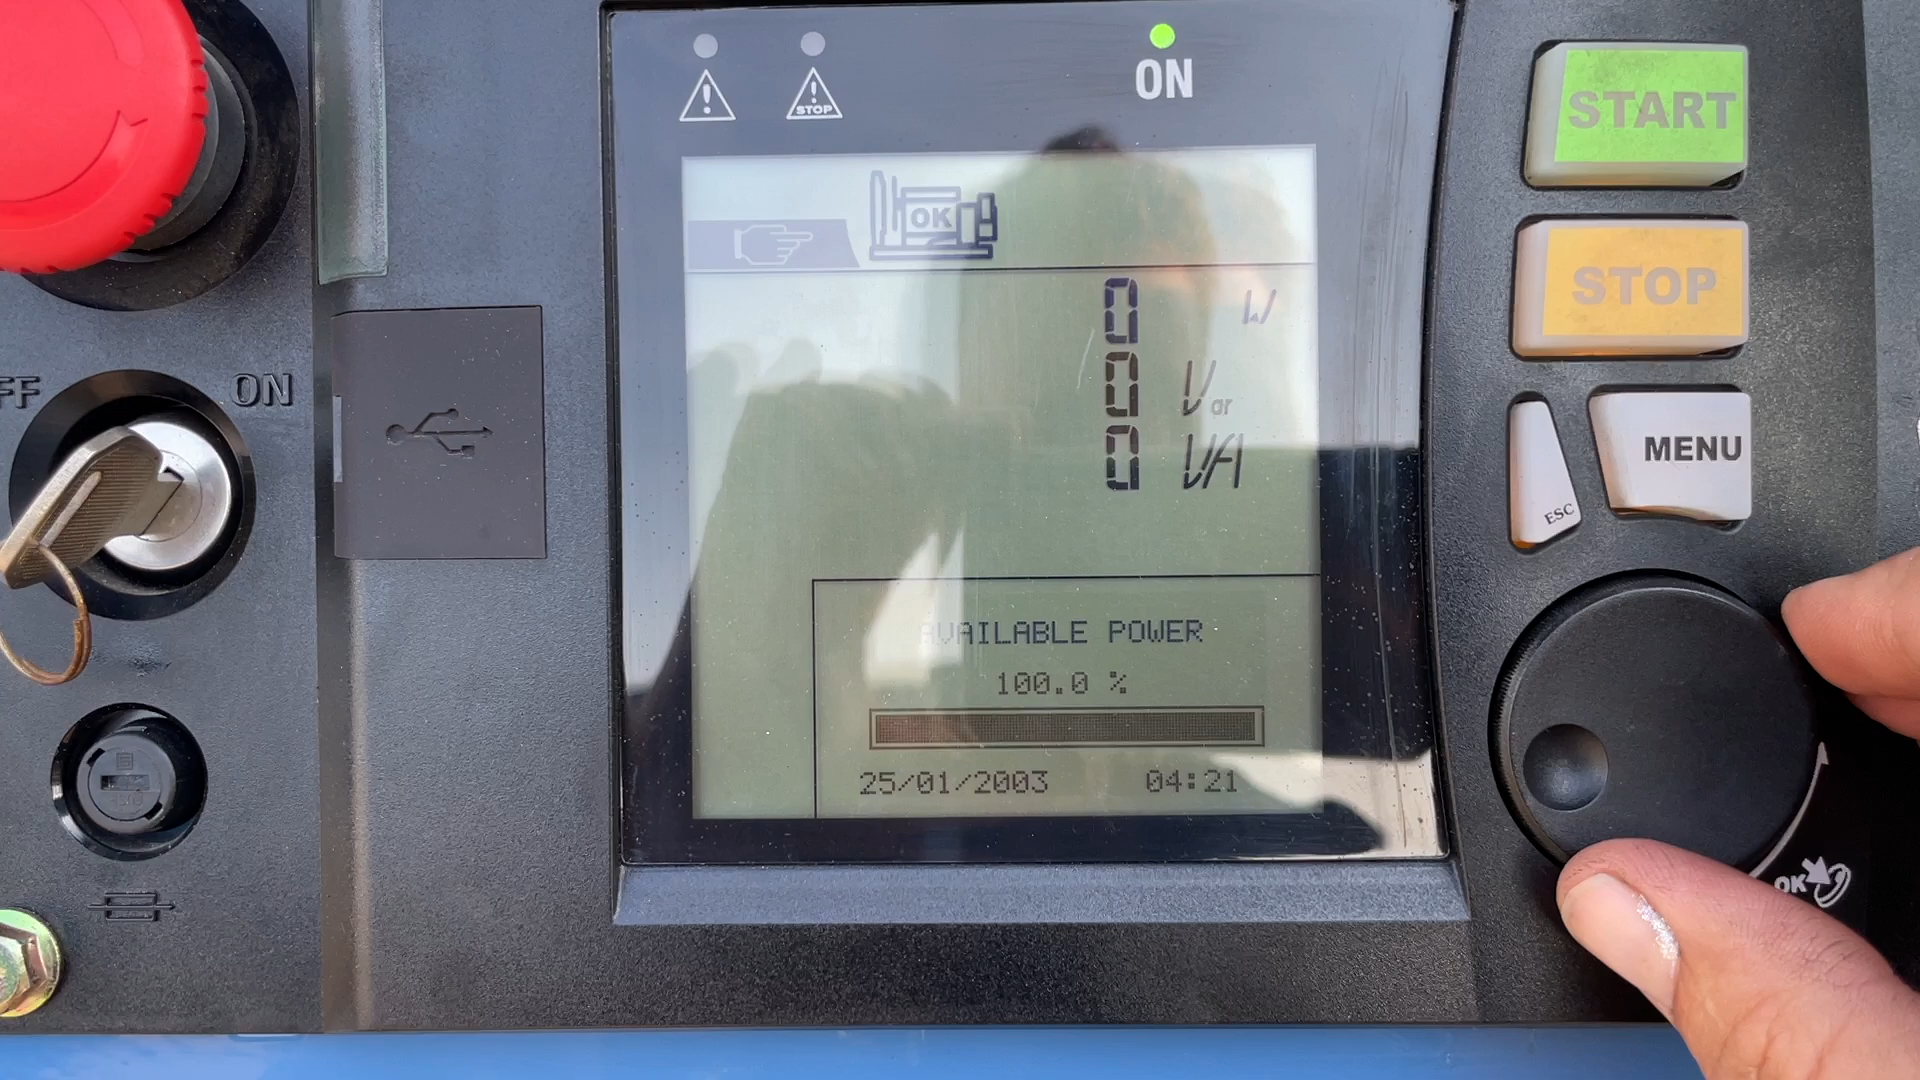 ON
START
STOP
OK
STOP
0 W
FF ON
0 Var
0 VA
MENU
ESC
AVAILABLE POWER
100.0 %
25/01/2003 04:21
OK